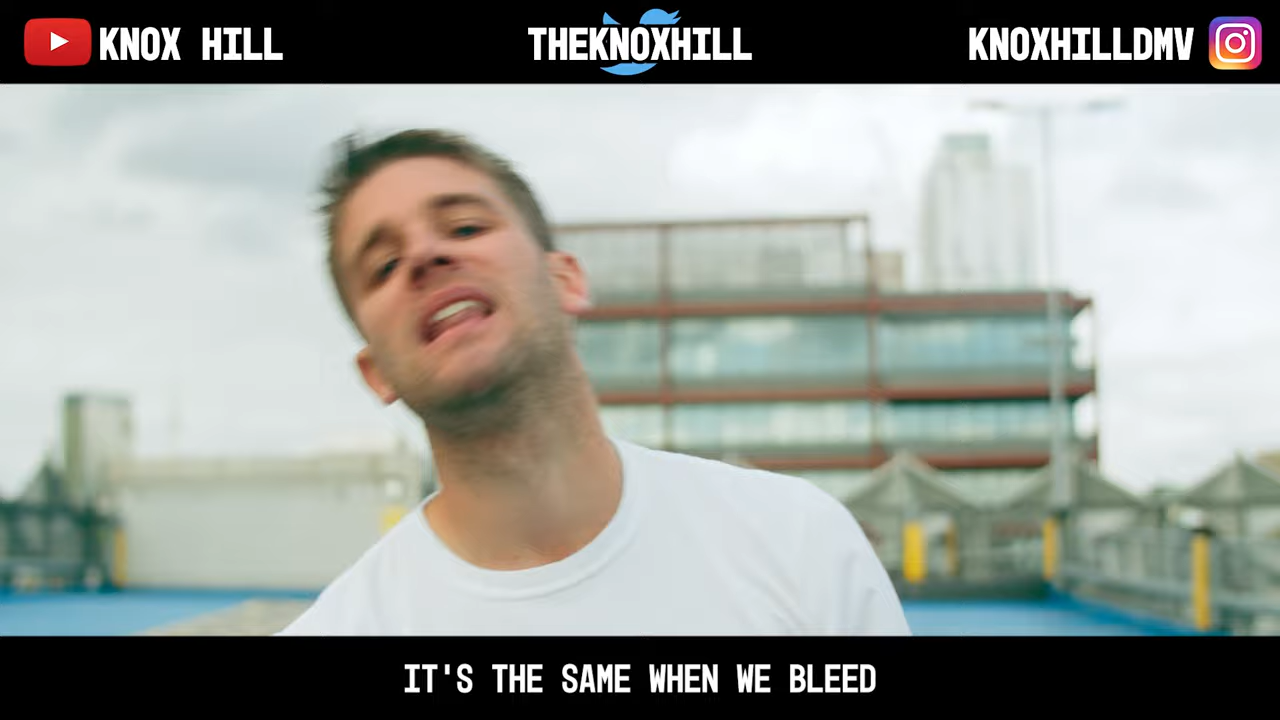 KNOX HILL
THEKNOXHILL
KNOXHILLDMV
IT'S THE SAME WHEN WE BLEED